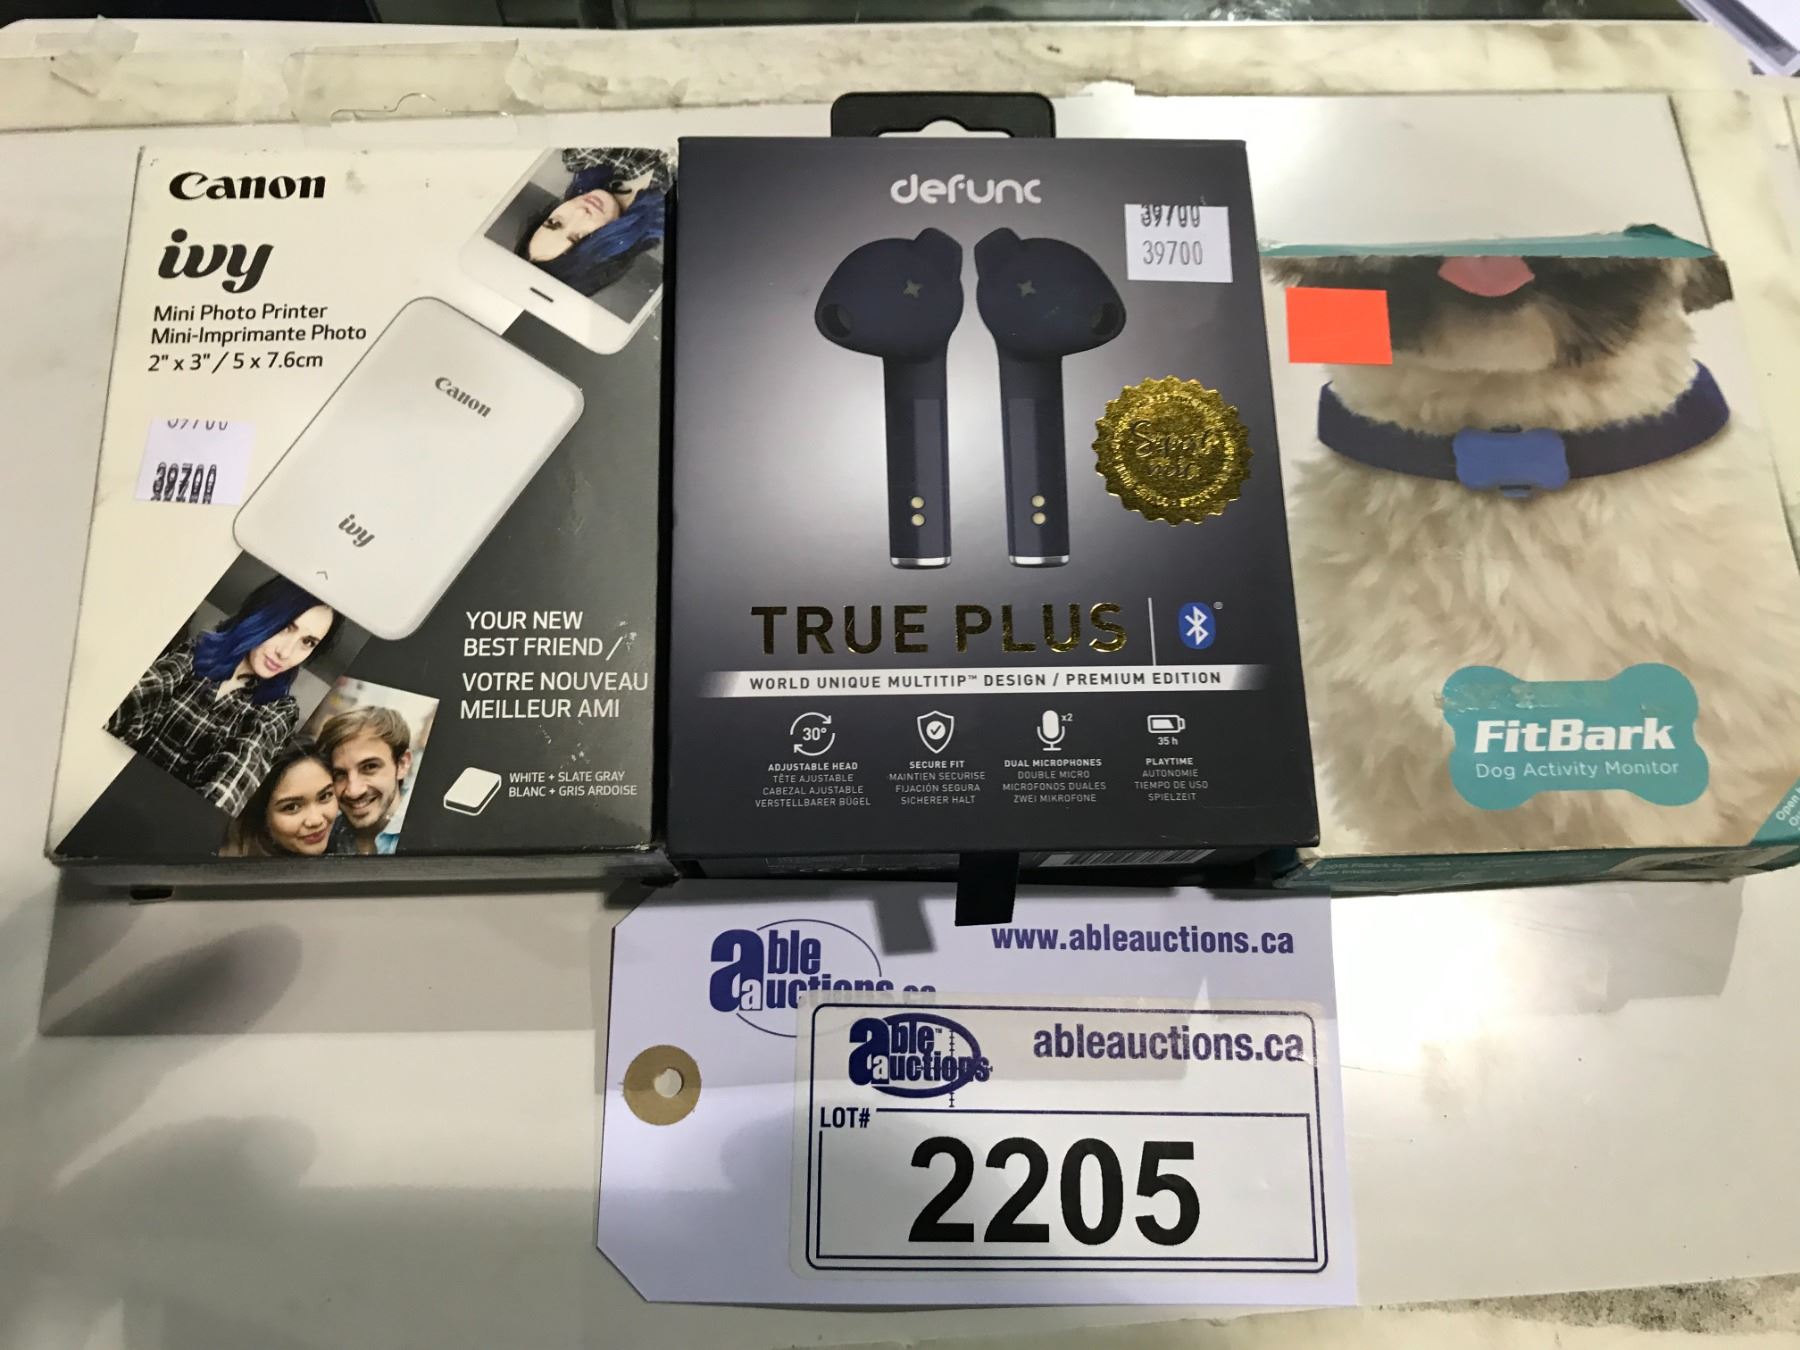 Canon
ivy
Mini Photo Printer
Mini-Imprimante Photo
2" x 3" / 5 x 7.6cm
39700
Canon
ivy
YOUR NEW
BEST FRIEND /
VOTRE NOUVEAU
MEILLEUR AMI
WHITE + SLATE GRAY
BLANC + GRIS ARDOISE
defunc
39700
39700
TRUE PLUS
WORLD UNIQUE MULTITIP™ DESIGN / PREMIUM EDITION
30°
ADJUSTABLE HEAD
TÊTE AJUSTABLE
CABEZAL AJUSTABLE
VERSTELLBARER BÜGEL
SECURE FIT
MAINTIEN SECURISE
FIJACIÓN SEGURA
SICHERER HALT
x2
DUAL MICROPHONES
DOUBLE MICRO
MICROFONOS DUALES
ZWEI MIKROFONE
35 h
PLAYTIME
AUTONOMIE
TIEMPO DE USO
SPIELZEIT
FitBark
Dog Activity Monitor
able auctions.ca
www.ableauctions.ca
able™ auctions
ableauctions.ca
LOT#
2205